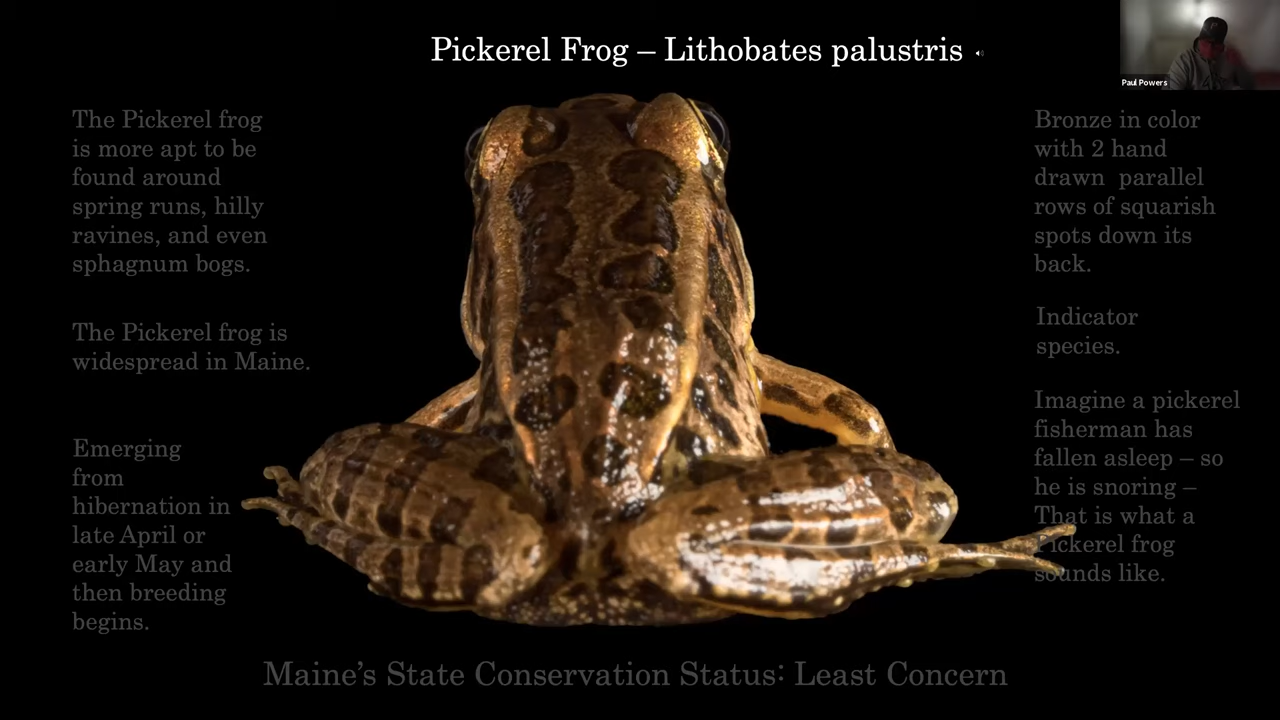 Pickerel Frog – Lithobates palustris
Paul Powers
The Pickerel frog
is more apt to be
found around
spring runs, hilly
ravines, and even
sphagnum bogs.
The Pickerel frog is
widespread in Maine.
Emerging
from
hibernation in
late April or
early May and
then breeding
begins.
Bronze in color
with 2 hand
drawn parallel
rows of squarish
spots down its
back.
Indicator
species.
Imagine a pickerel
fisherman has
fallen asleep – so
he is snoring –
That is what a
Pickerel frog
sounds like.
Maine's State Conservation Status: Least Concern